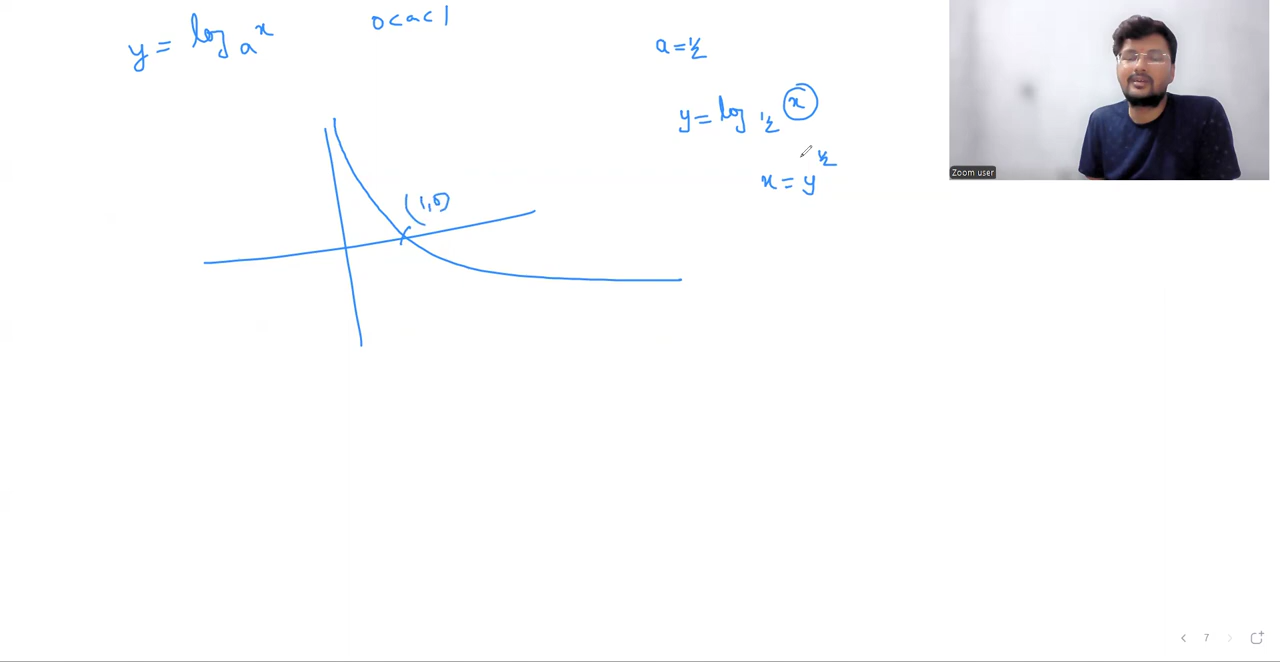 y = log a x
0 < a < 1
a = 1/2
y = log 1/2 x
x = y 1/2
(1,0)
Zoom user
7